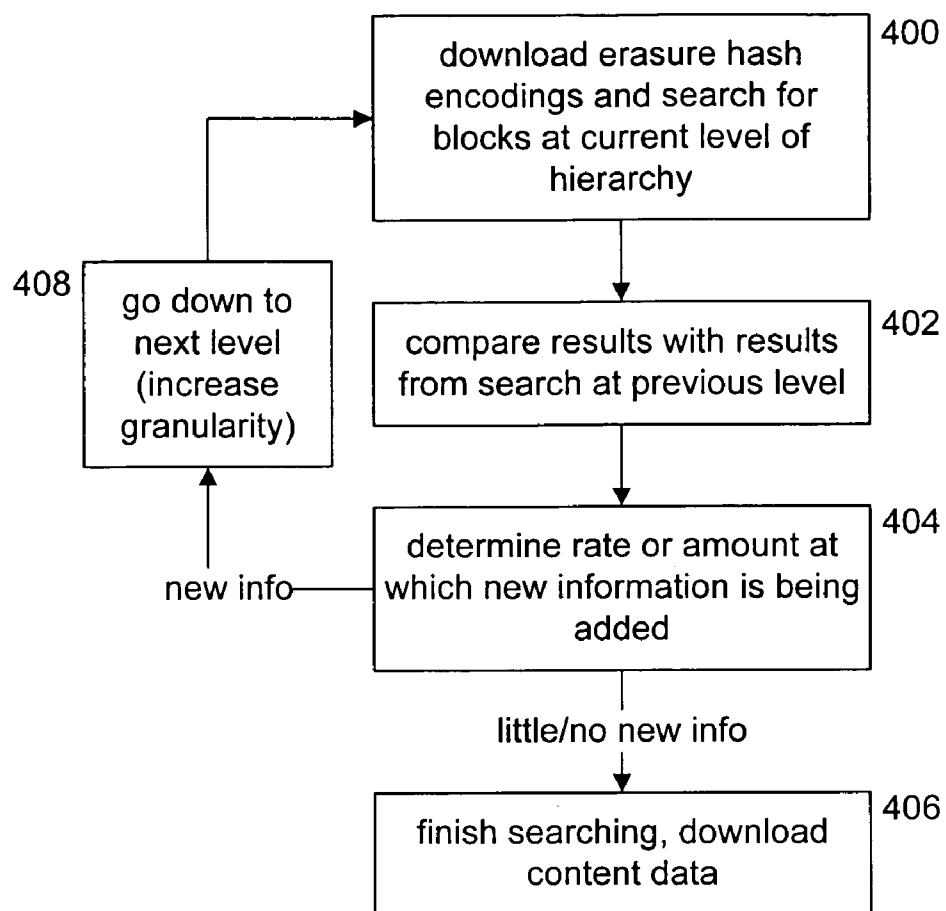 400
download erasure hash
encodings and search for
blocks at current level of
hierarchy
408
go down to
next level
(increase
granularity)
402
compare results with results
from search at previous level
404
determine rate or amount at
which new information is being
added
new info
little/no new info
406
finish searching, download
content data